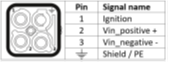 Pin Signal name
1 Ignition
2 Vin_positive +
3 Vin_negative -
Shield / PE